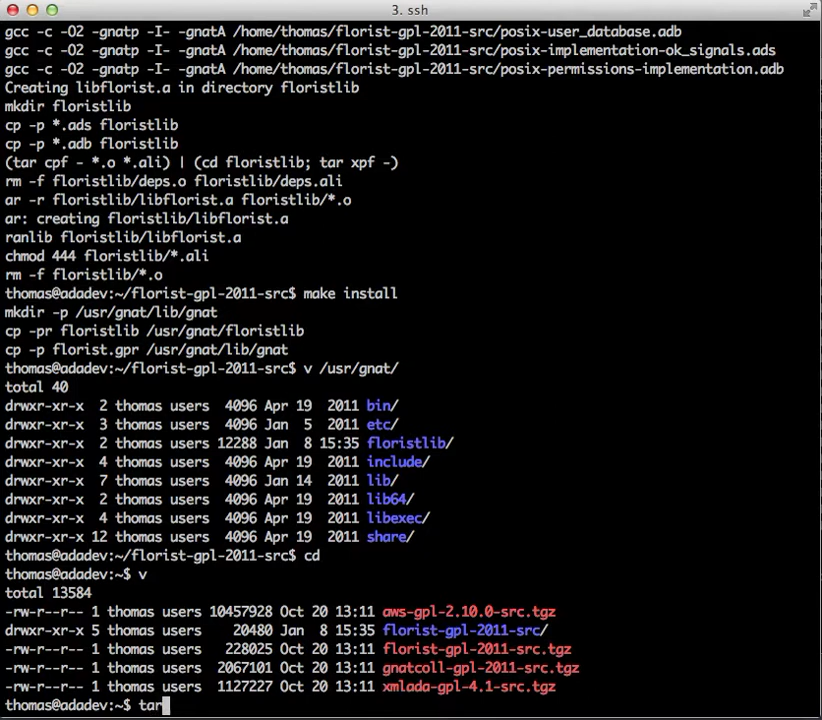 3. ssh
gcc -c -O2 -gnatp -I- -gnatA /home/thomas/florist-gpl-2011-src/posix-user_database.adb
gcc -c -O2 -gnatp -I- -gnatA /home/thomas/florist-gpl-2011-src/posix-implementation-ok_signals.ads
gcc -c -O2 -gnatp -I- -gnatA /home/thomas/florist-gpl-2011-src/posix-permissions-implementation.adb
Creating libflorist.a in directory floristlib
mkdir floristlib
cp -p *.ads floristlib
cp -p *.adb floristlib
(tar cpf - *.o *.ali) | (cd floristlib; tar xpf -)
rm -f floristlib/deps.o floristlib/deps.ali
ar -r floristlib/libflorist.a floristlib/*.o
ar: creating floristlib/libflorist.a
ranlib floristlib/libflorist.a
chmod 444 floristlib/*.ali
rm -f floristlib/*.o
thomas@adadev:~/florist-gpl-2011-src$ make install
mkdir -p /usr/gnat/lib/gnat
cp -pr floristlib /usr/gnat/floristlib
cp -p florist.gpr /usr/gnat/lib/gnat
thomas@adadev:~/florist-gpl-2011-src$ v /usr/gnat/
total 40
drwxr-xr-x  2 thomas users  4096 Apr 19  2011 bin/
drwxr-xr-x  3 thomas users  4096 Jan  5  2011 etc/
drwxr-xr-x  2 thomas users 12288 Jan  8 15:35 floristlib/
drwxr-xr-x  4 thomas users  4096 Apr 19  2011 include/
drwxr-xr-x  7 thomas users  4096 Jan 14  2011 lib/
drwxr-xr-x  2 thomas users  4096 Apr 19  2011 lib64/
drwxr-xr-x  4 thomas users  4096 Apr 19  2011 libexec/
drwxr-xr-x 12 thomas users  4096 Apr 19  2011 share/
thomas@adadev:~/florist-gpl-2011-src$ cd
thomas@adadev:~$ v
total 13584
-rw-r--r-- 1 thomas users 10457928 Oct 20 13:11 aws-gpl-2.10.0-src.tgz
drwxr-xr-x 5 thomas users    20480 Jan  8 15:35 florist-gpl-2011-src/
-rw-r--r-- 1 thomas users   228025 Oct 20 13:11 florist-gpl-2011-src.tgz
-rw-r--r-- 1 thomas users  2067101 Oct 20 13:11 gnatcoll-gpl-2011-src.tgz
-rw-r--r-- 1 thomas users  1127227 Oct 20 13:11 xmlada-gpl-4.1-src.tgz
thomas@adadev:~$ tar